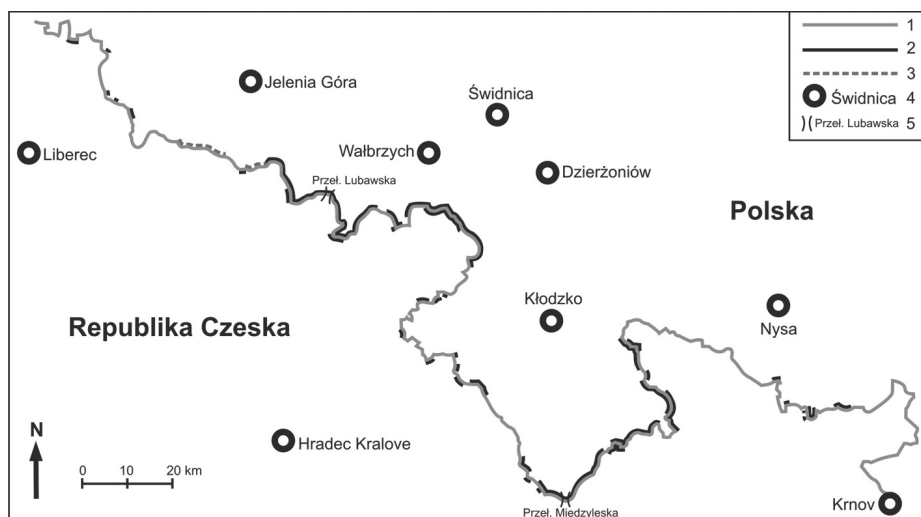 1
2
3
Świdnica 4
Przeł. Lubawska 5
Jelenia Góra
Świdnica
Liberec
Wałbrzych
Dzierżoniów
Przeł. Lubawska
Polska
Kłodzko
Nysa
Republika Czeska
N
Hradec Kralove
0 10 20 km
Krnov
Przeł. Miedzyleska